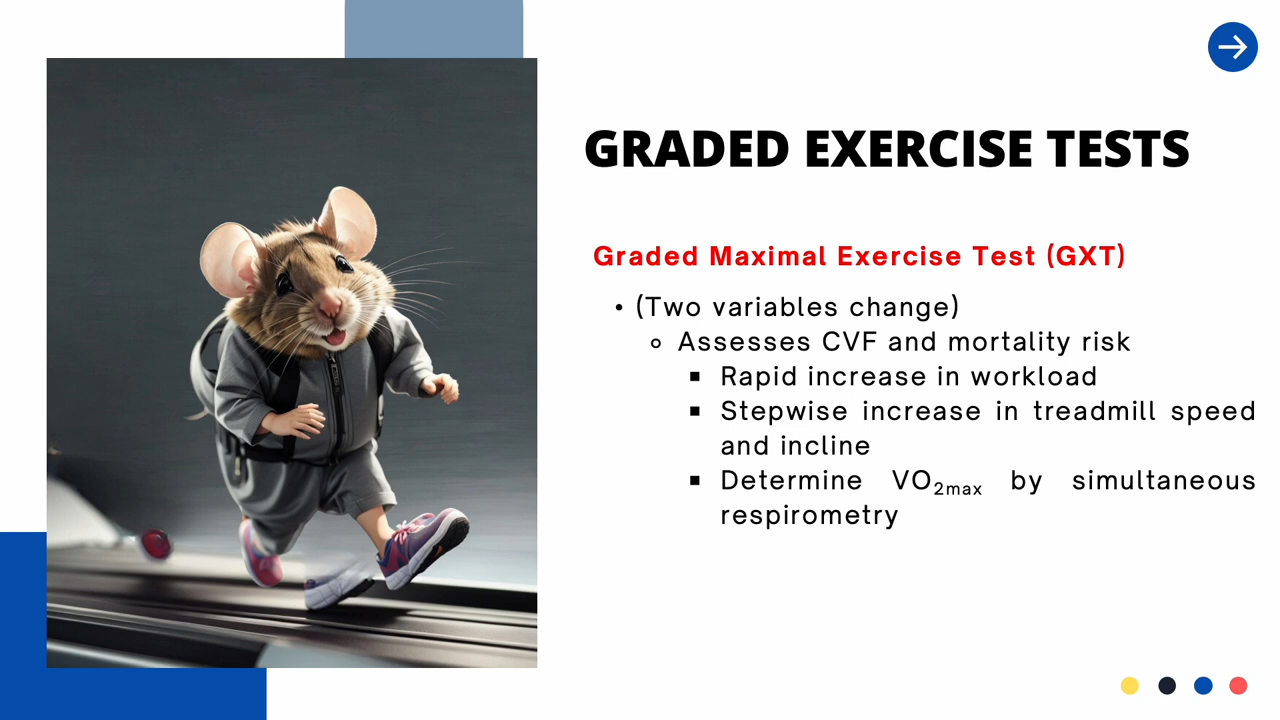 GRADED EXERCISE TESTS
Graded Maximal Exercise Test (GXT)
• (Two variables change)
○ Assesses CVF and mortality risk
▪ Rapid increase in workload
▪ Stepwise increase in treadmill speed
and incline
▪ Determine VO₂max by simultaneous
respirometry